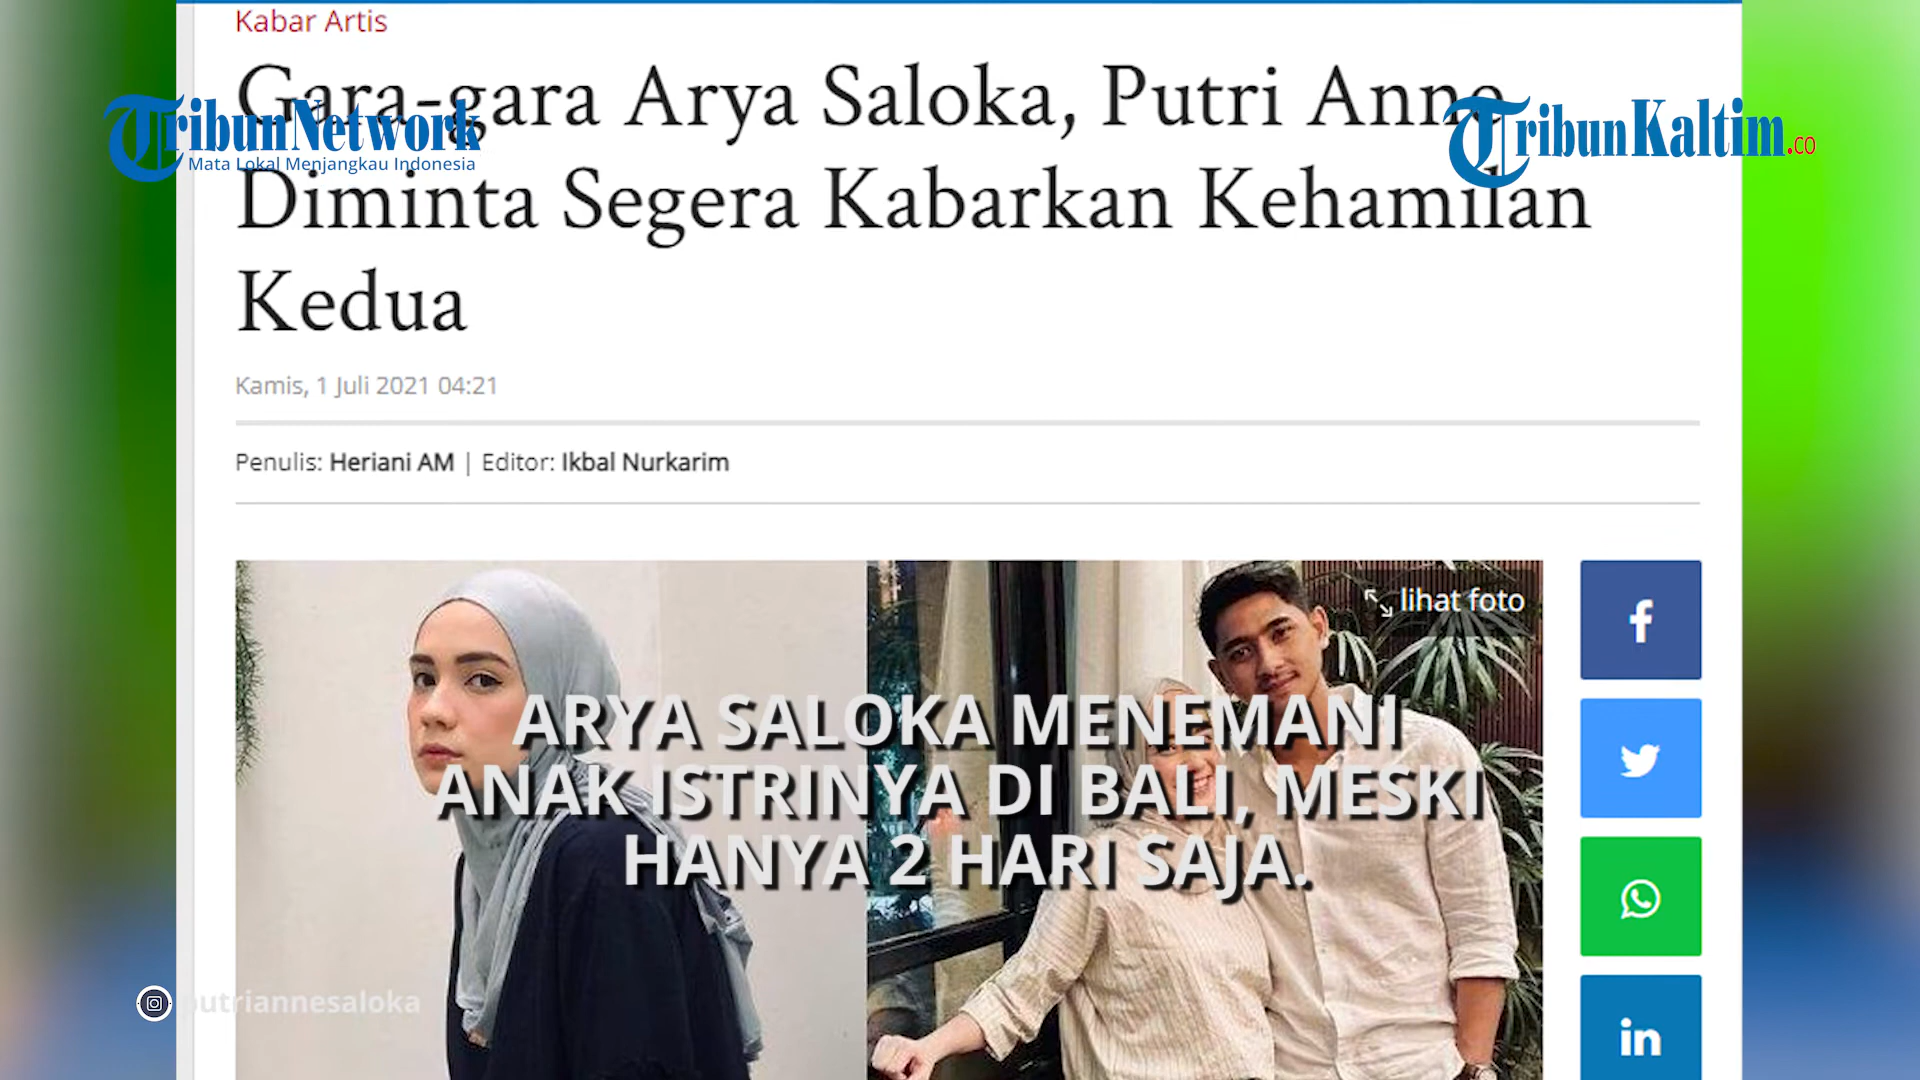 Kabar Artis
Gara-gara Arya Saloka, Putri Anne
Diminta Segera Kabarkan Kehamilan
Kedua
TribunNetwork
Mata Lokal Menjangkau Indonesia
TribunKaltim.co
Kamis, 1 Juli 2021 04:21
Penulis: Heriani AM | Editor: Ikbal Nurkarim
lihat foto
ARYA SALOKA MENEMANI
ANAK ISTRINYA DI BALI, MESKI
HANYA 2 HARI SAJA.
putriannesaloka
f
in